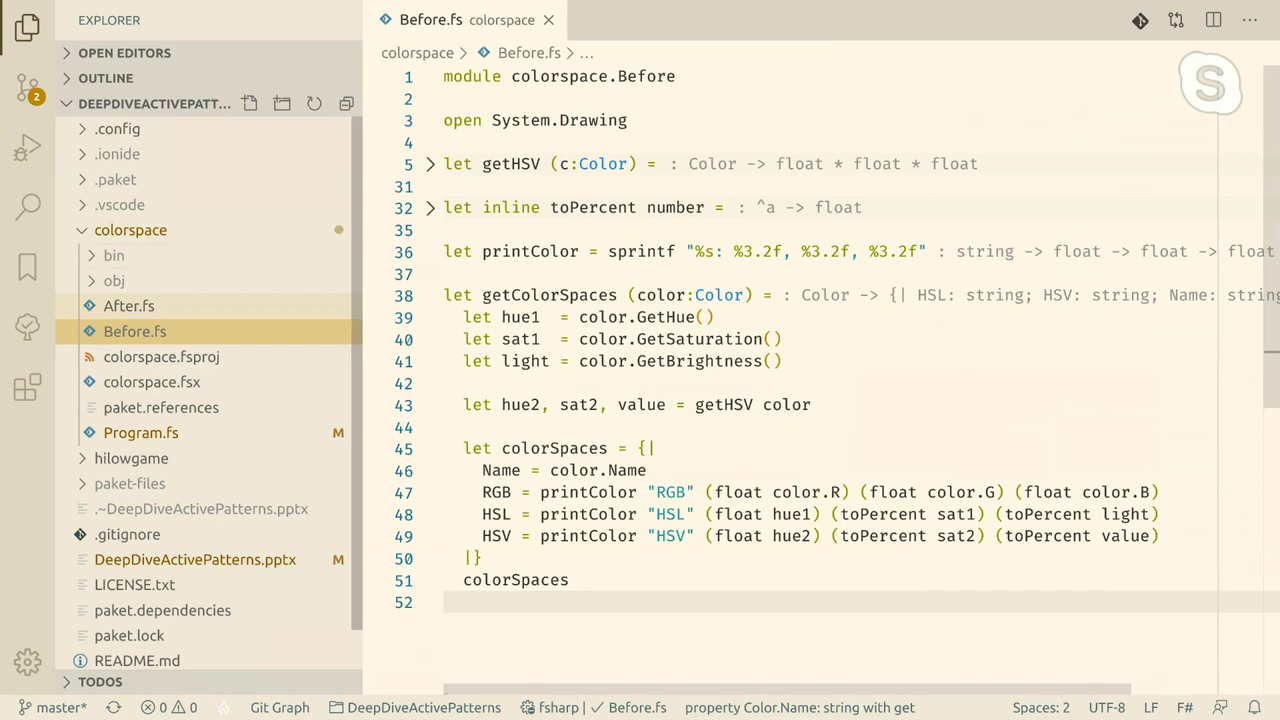 EXPLORER
OPEN EDITORS
OUTLINE
DEEPDIVEACTIVEPATT...
.config
.ionide
.paket
.vscode
colorspace
bin
obj
After.fs
Before.fs
colorspace.fsproj
colorspace.fsx
paket.references
Program.fs M
hilowgame
paket-files
.~DeepDiveActivePatterns.pptx
.gitignore
DeepDiveActivePatterns.pptx M
LICENSE.txt
paket.dependencies
paket.lock
README.md
TODOS
2
Before.fs colorspace
colorspace > Before.fs > ...
1 module colorspace.Before
2
3 open System.Drawing
4
5 let getHSV (c:Color) = : Color -> float * float * float
31
32 let inline toPercent number = : ^a -> float
35
36 let printColor = sprintf "%s: %3.2f, %3.2f, %3.2f" : string -> float -> float -> float
37
38 let getColorSpaces (color:Color) = : Color -> {| HSL: string; HSV: string; Name: string
39 let hue1 = color.GetHue()
40 let sat1 = color.GetSaturation()
41 let light = color.GetBrightness()
42
43 let hue2, sat2, value = getHSV color
44
45 let colorSpaces = {|
46 Name = color.Name
47 RGB = printColor "RGB" (float color.R) (float color.G) (float color.B)
48 HSL = printColor "HSL" (float hue1) (toPercent sat1) (toPercent light)
49 HSV = printColor "HSV" (float hue2) (toPercent sat2) (toPercent value)
50 |}
51 colorSpaces
52
S
master* 0 0 Git Graph DeepDiveActivePatterns fsharp | ✓ Before.fs property Color.Name: string with get Spaces: 2 UTF-8 LF F#